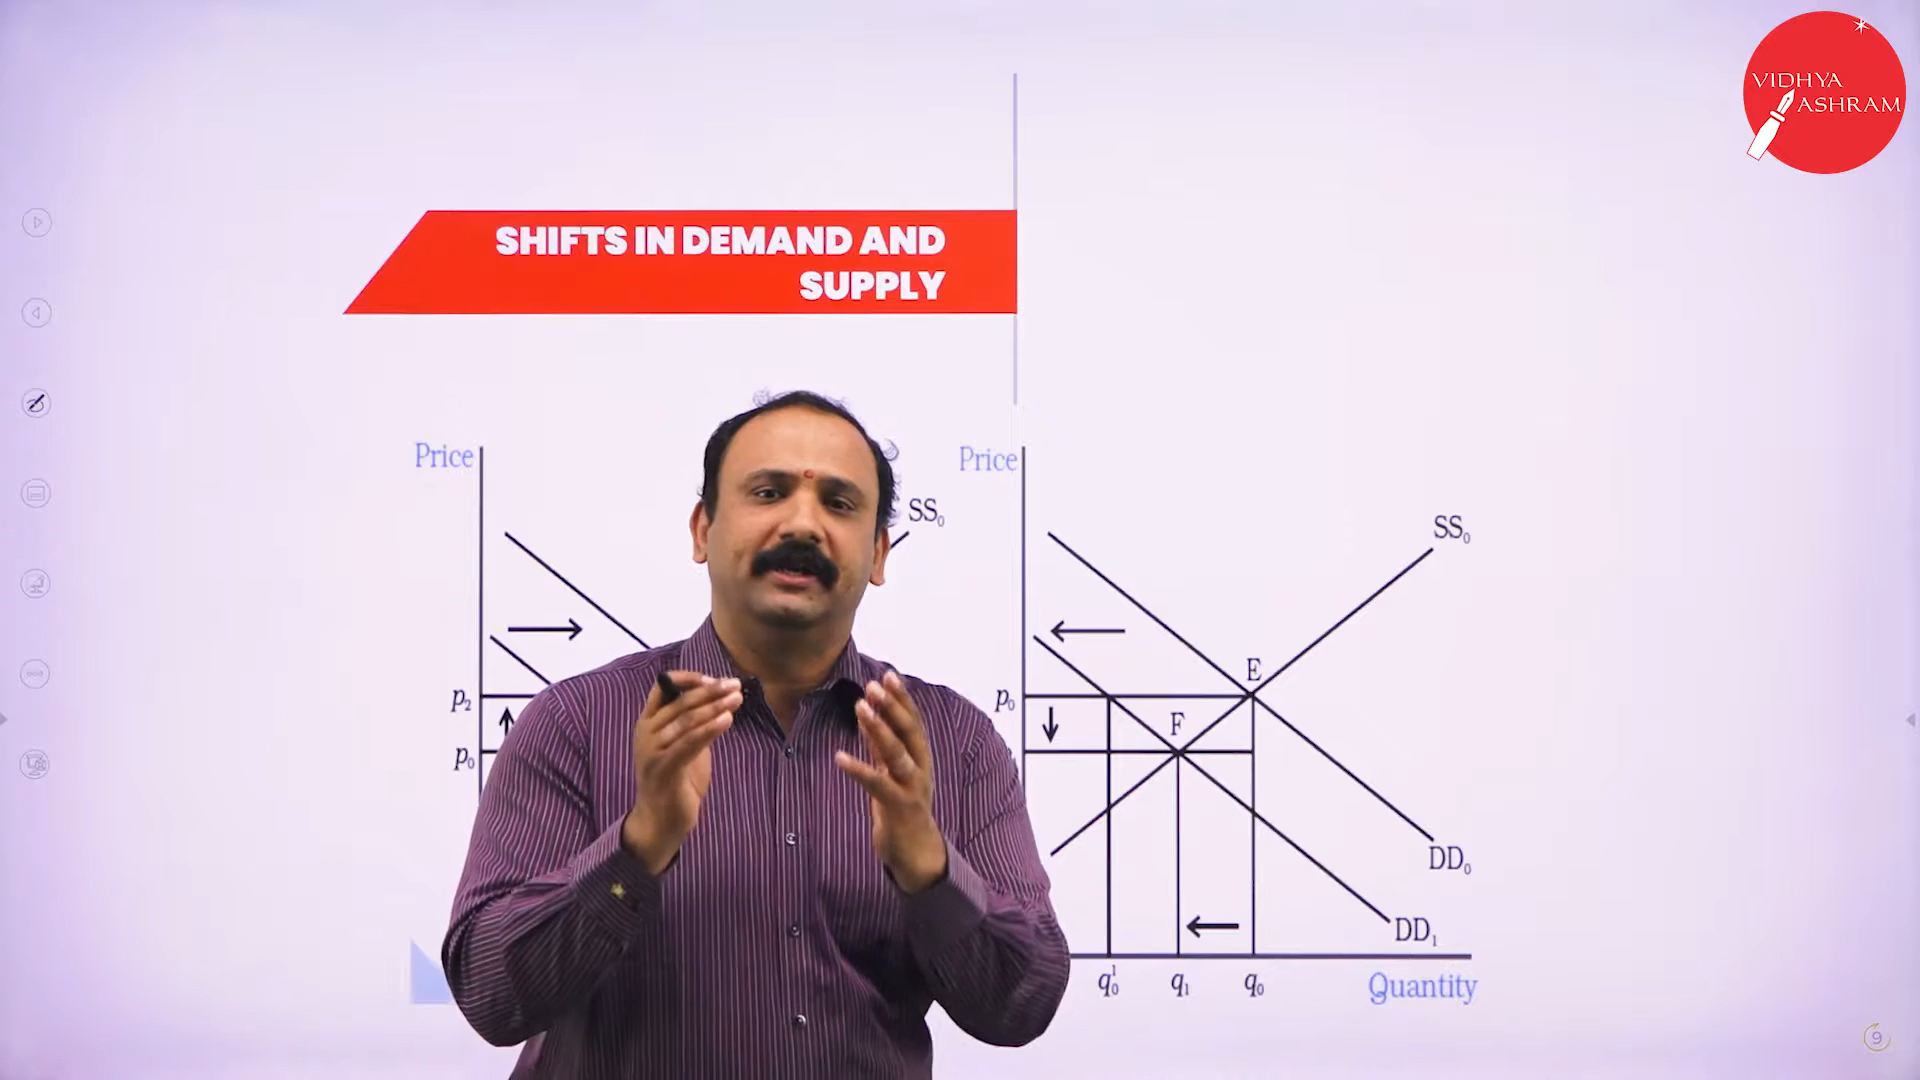 VIDHYA
ASHRAM
SHIFTS IN DEMAND AND
SUPPLY
Price
SS₀
p₂
p₀
Price
SS₀
E
p₀
F
DD₀
DD₁
q₀¹
q₁
q₀
Quantity
9